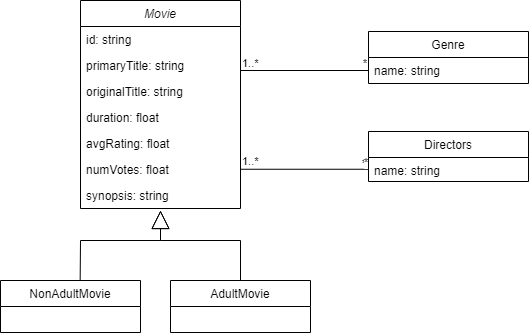 Movie
id: string
primaryTitle: string
originalTitle: string
duration: float
avgRating: float
numVotes: float
synopsis: string
1..*
*
Genre
name: string
1..*
*
Directors
name: string
NonAdultMovie
AdultMovie